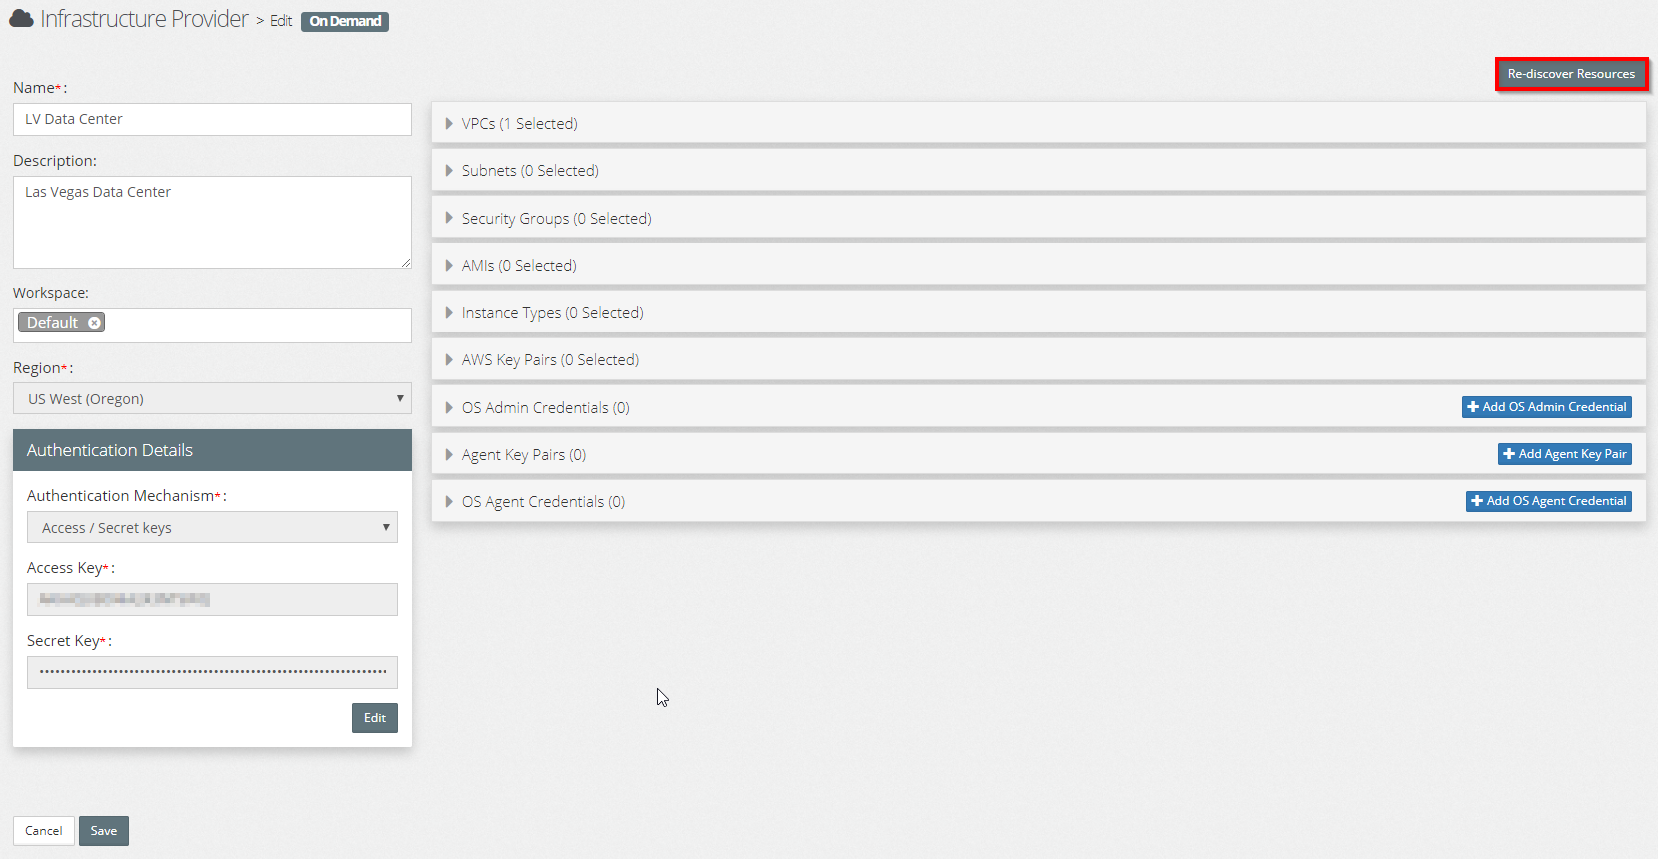 Infrastructure Provider > Edit On Demand
Re-discover Resources
Name*:
LV Data Center
Description:
Las Vegas Data Center
Workspace:
Default
Region*:
US West (Oregon)
Authentication Details
Authentication Mechanism*:
Access / Secret keys
Access Key*:
Secret Key*:
Edit
Cancel Save
VPCs (1 Selected)
Subnets (0 Selected)
Security Groups (0 Selected)
AMIs (0 Selected)
Instance Types (0 Selected)
AWS Key Pairs (0 Selected)
OS Admin Credentials (0) + Add OS Admin Credential
Agent Key Pairs (0) + Add Agent Key Pair
OS Agent Credentials (0) + Add OS Agent Credential